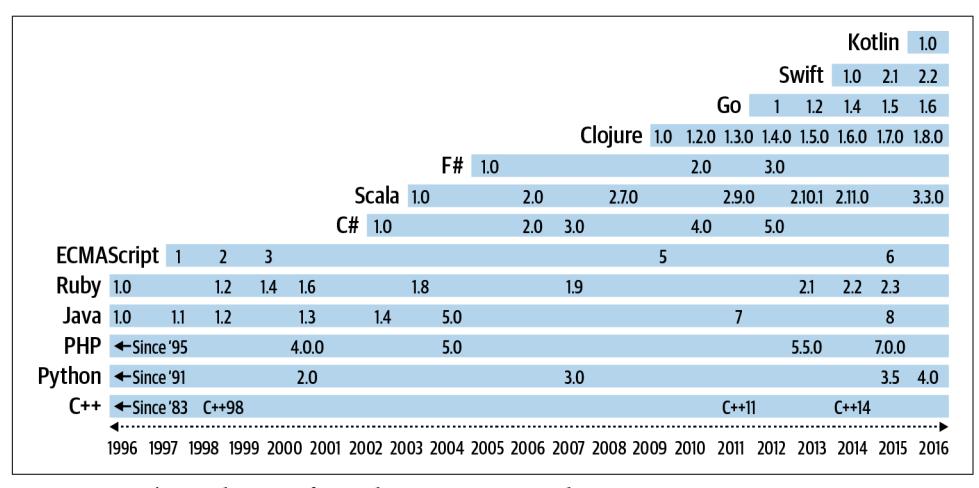 Kotlin 1.0
Swift 1.0 2.1 2.2
Go 1 1.2 1.4 1.5 1.6
Clojure 1.0 1.2.0 1.3.0 1.4.0 1.5.0 1.6.0 1.7.0 1.8.0
F# 1.0 2.0 3.0
Scala 1.0 2.0 2.7.0 2.9.0 2.10.1 2.11.0 3.3.0
C# 1.0 2.0 3.0 4.0 5.0
ECMAScript 1 2 3 5 6
Ruby 1.0 1.2 1.4 1.6 1.8 1.9 2.1 2.2 2.3
Java 1.0 1.1 1.2 1.3 1.4 5.0 7 8
PHP ←Since '95 4.0.0 5.0 5.5.0 7.0.0
Python ←Since '91 2.0 3.0 3.5 4.0
C++ ←Since '83 C++98 C++11 C++14
1996 1997 1998 1999 2000 2001 2002 2003 2004 2005 2006 2007 2008 2009 2010 2011 2012 2013 2014 2015 2016